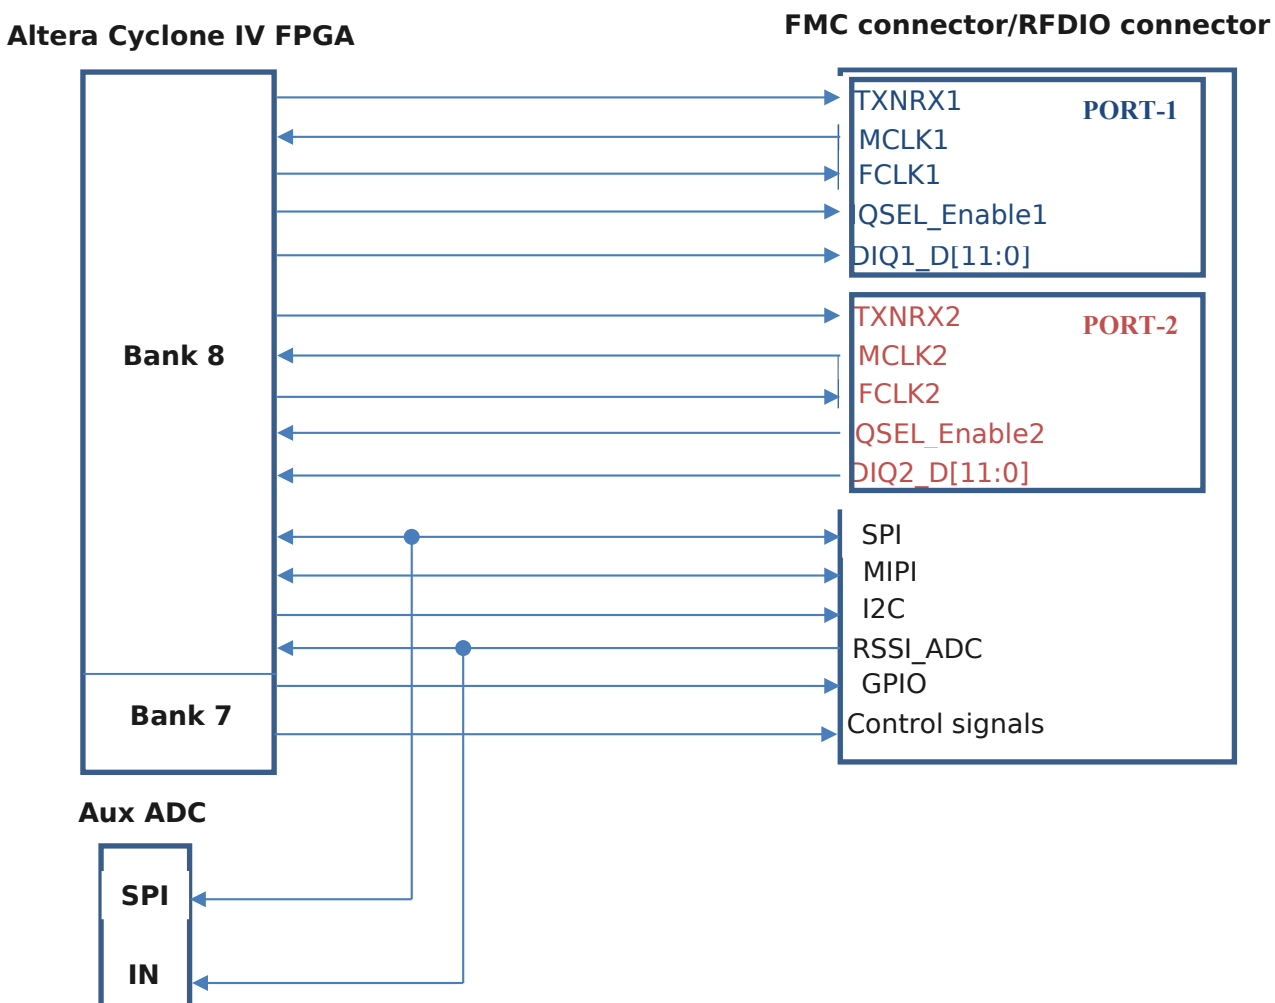 Altera Cyclone IV FPGA
FMC connector/RFDIO connector
TXNRX1
PORT-1
MCLK1
FCLK1
QSEL_Enable1
DIQ1_D[11:0]
TXNRX2
PORT-2
MCLK2
FCLK2
QSEL_Enable2
DIQ2_D[11:0]
Bank 8
SPI
MIPI
I2C
RSSI_ADC
GPIO
Control signals
Bank 7
Aux ADC
SPI
IN